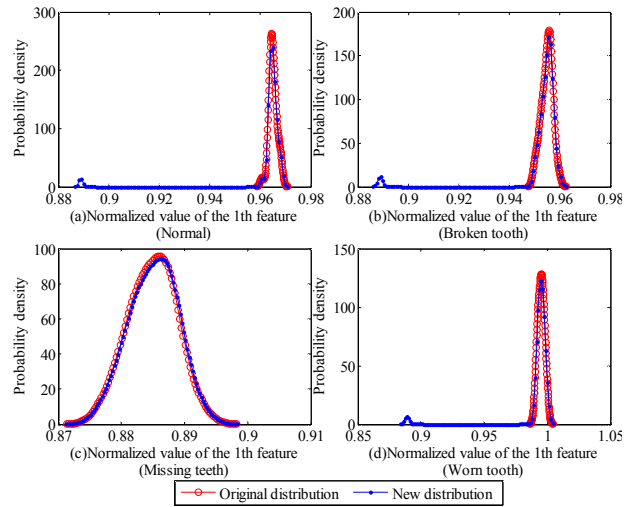 300
200
100
0
0.88 0.9 0.92 0.94 0.96 0.98
Probability density
(a)Normalized value of the 1th feature
(Normal)
200
150
100
50
0
0.88 0.9 0.92 0.94 0.96 0.98
Probability density
(b)Normalized value of the 1th feature
(Broken tooth)
100
80
60
40
20
0
0.87 0.88 0.89 0.9 0.91
Probability density
(c)Normalized value of the 1th feature
(Missing teeth)
150
100
50
0
0.85 0.9 0.95 1 1.05
Probability density
(d)Normalized value of the 1th feature
(Worn tooth)
Original distribution New distribution